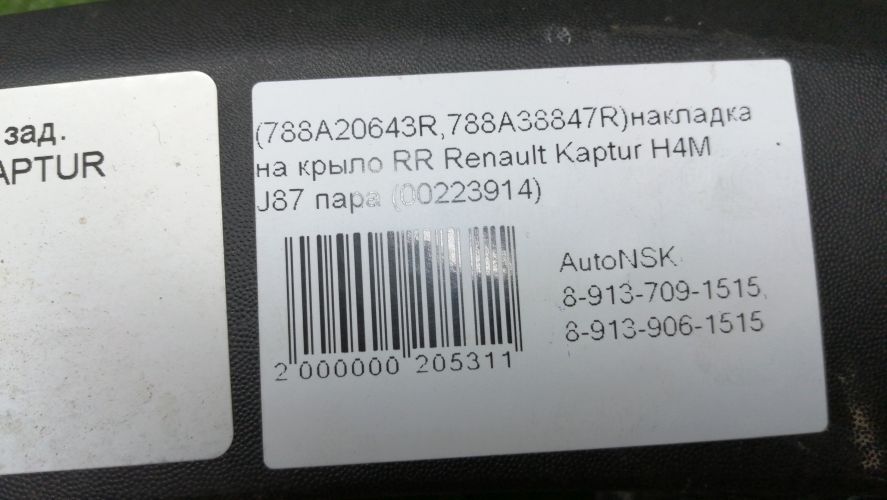 зад.
APTUR
(788A20643R,788A38847R)накладка
на крыло RR Renault Kaptur H4M
J87 пара (00223914)
AutoNSK
8-913-709-1515,
8-913-906-1515
2 000000 205311